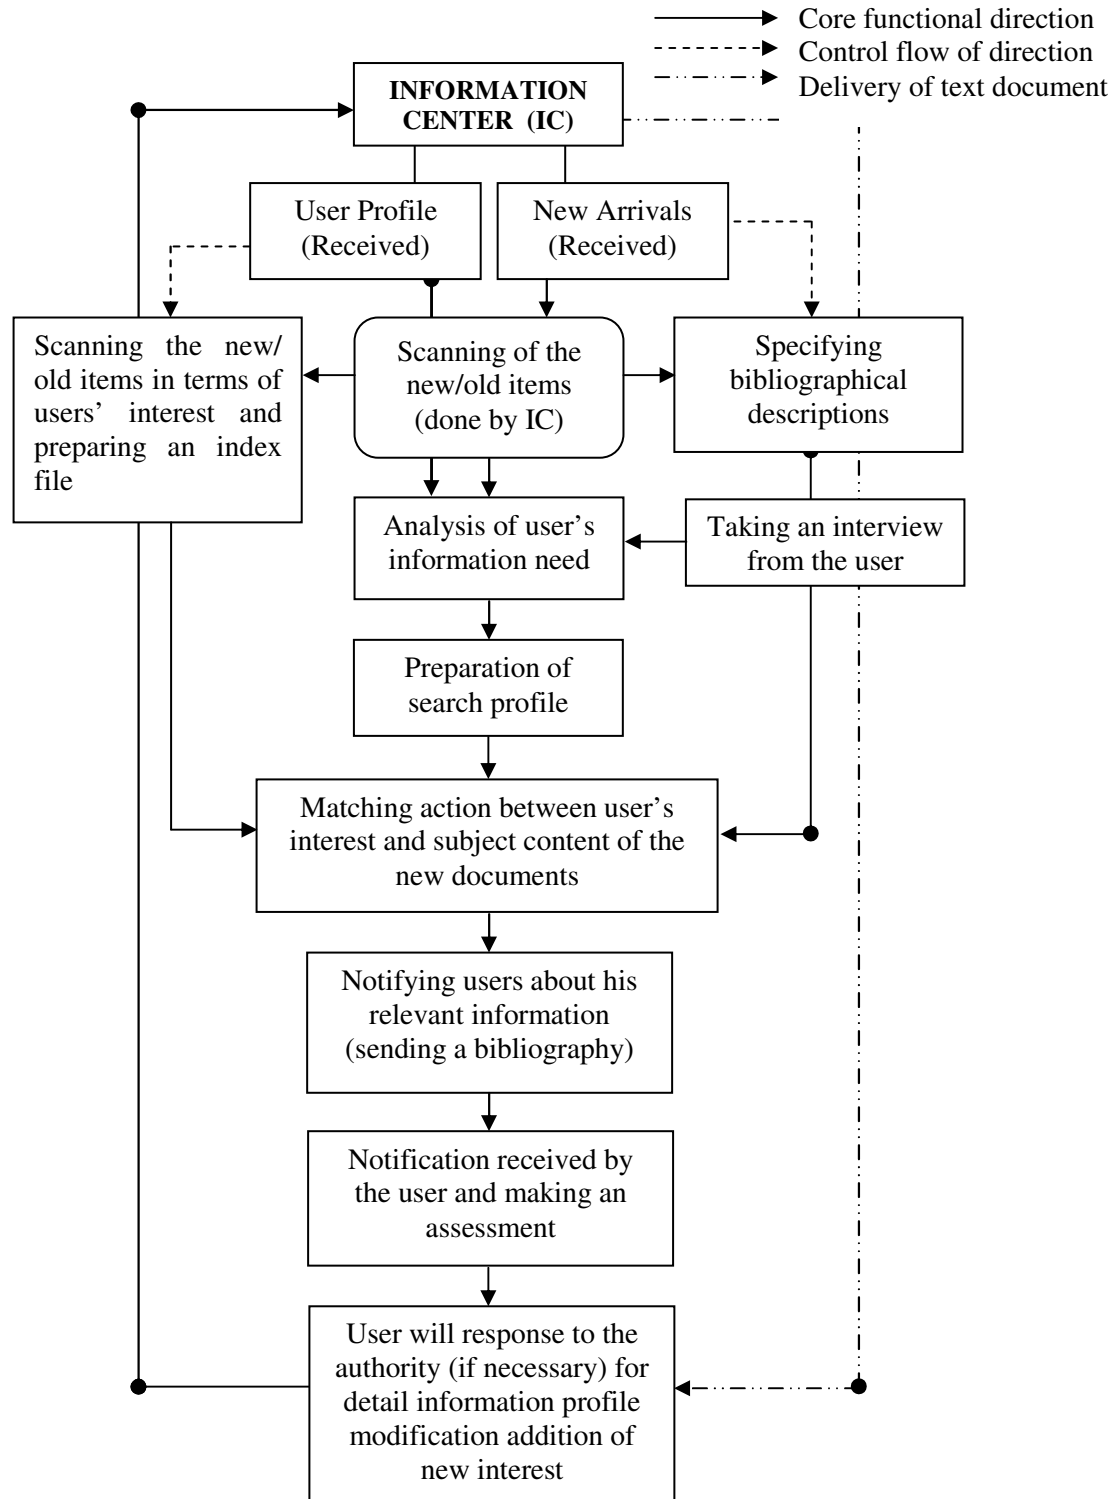 Core functional direction
Control flow of direction
Delivery of text document
INFORMATION
CENTER (IC)
User Profile
(Received)
New Arrivals
(Received)
Scanning the new/
old items in terms of
users' interest and
preparing an index
file
Scanning of the
new/old items
(done by IC)
Specifying
bibliographical
descriptions
Analysis of user's
information need
Taking an interview
from the user
Preparation of
search profile
Matching action between user's
interest and subject content of the
new documents
Notifying users about his
relevant information
(sending a bibliography)
Notification received by
the user and making an
assessment
User will response to the
authority (if necessary) for
detail information profile
modification addition of
new interest